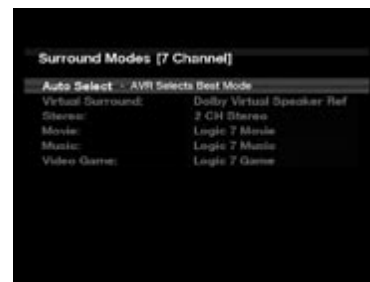 Surround Modes [7 Channel]
Auto Select - AVR Selects Best Mode
Virtual Surround: Dolby Virtual Speaker Ref
Stereo: 2 CH Stereo
Movie: Logic 7 Movie
Music: Logic 7 Music
Video Game: Logic 7 Game